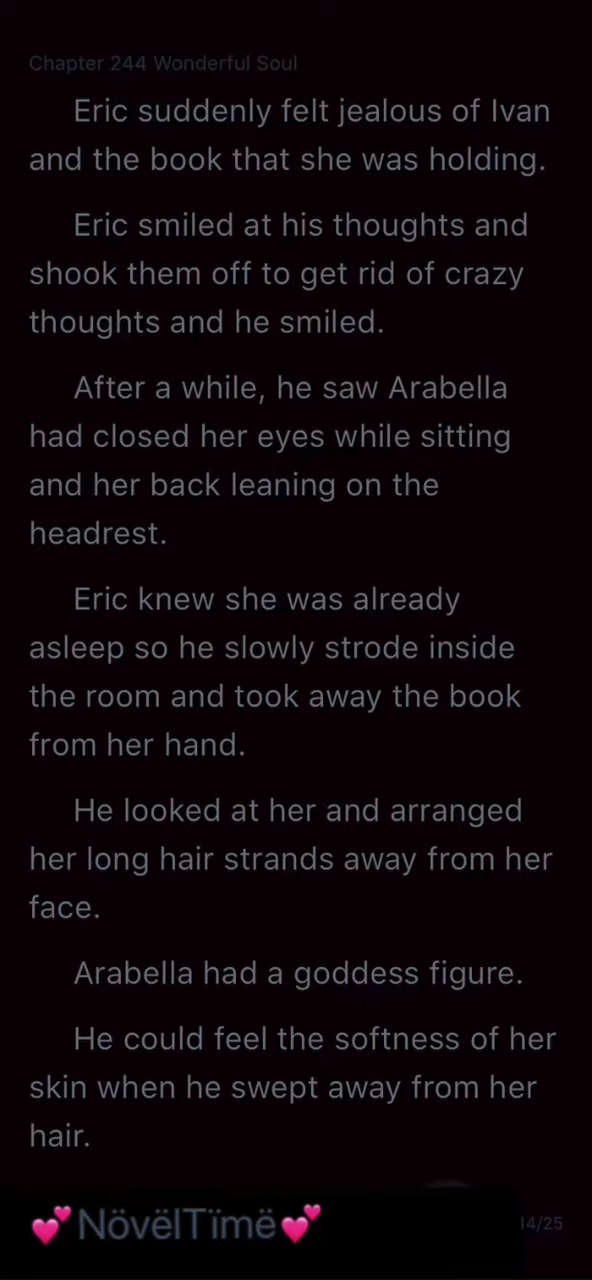 Chapter 244 Wonderful Soul
Eric suddenly felt jealous of Ivan
and the book that she was holding.
Eric smiled at his thoughts and
shook them off to get rid of crazy
thoughts and he smiled.
After a while, he saw Arabella
had closed her eyes while sitting
and her back leaning on the
headrest.
Eric knew she was already
asleep so he slowly strode inside
the room and took away the book
from her hand.
He looked at her and arranged
her long hair strands away from her
face.
Arabella had a goddess figure.
He could feel the softness of her
skin when he swept away from her
hair.
💕NövëlTïmë💕
14/25